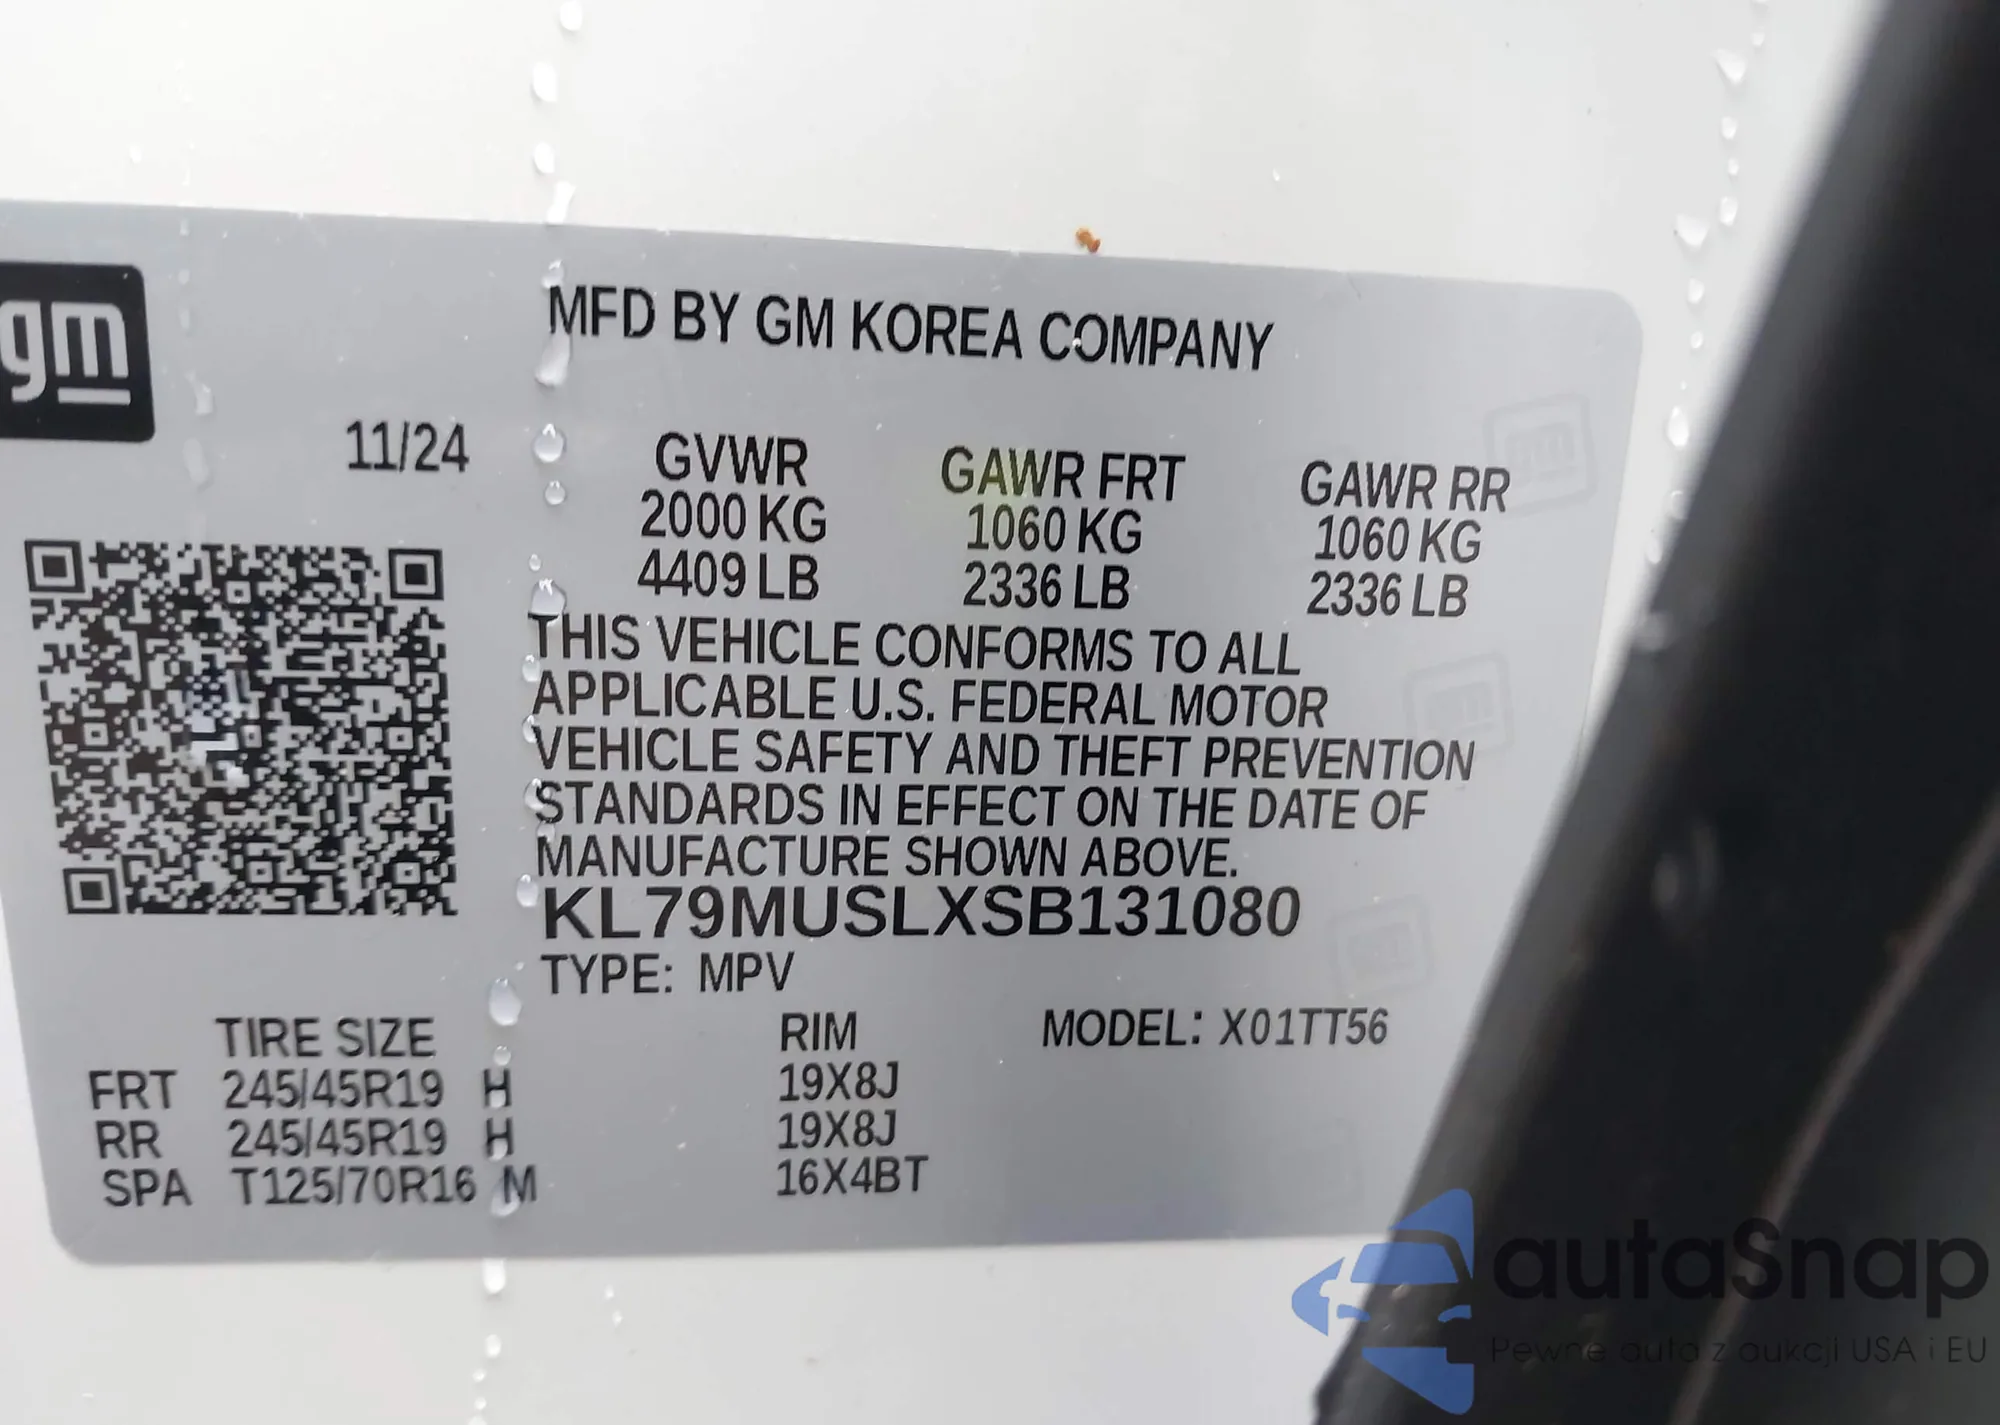 gm
MFD BY GM KOREA COMPANY
11/24
GVWR GAWR FRT GAWR RR
2000 KG 1060 KG 1060 KG
4409 LB 2336 LB 2336 LB
THIS VEHICLE CONFORMS TO ALL
APPLICABLE U.S. FEDERAL MOTOR
VEHICLE SAFETY AND THEFT PREVENTION
STANDARDS IN EFFECT ON THE DATE OF
MANUFACTURE SHOWN ABOVE.
KL79MUSLXSB131080
TYPE: MPV
TIRE SIZE RIM MODEL: X01TT56
FRT 245/45R19 H 19X8J
RR 245/45R19 H 19X8J
SPA T125/70R16 M 16X4BT
autaSnap
Pewne auta z aukcji USA i EU